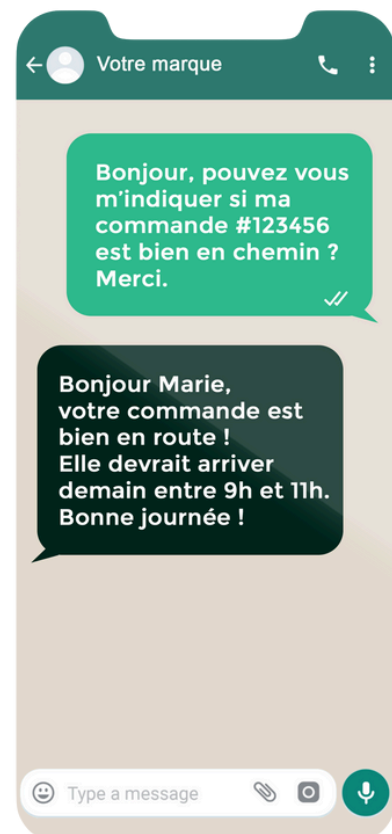 Votre marque
Bonjour, pouvez vous
m'indiquer si ma
commande #123456
est bien en chemin ?
Merci.
Bonjour Marie,
votre commande est
bien en route !
Elle devrait arriver
demain entre 9h et 11h.
Bonne journée !
Type a message